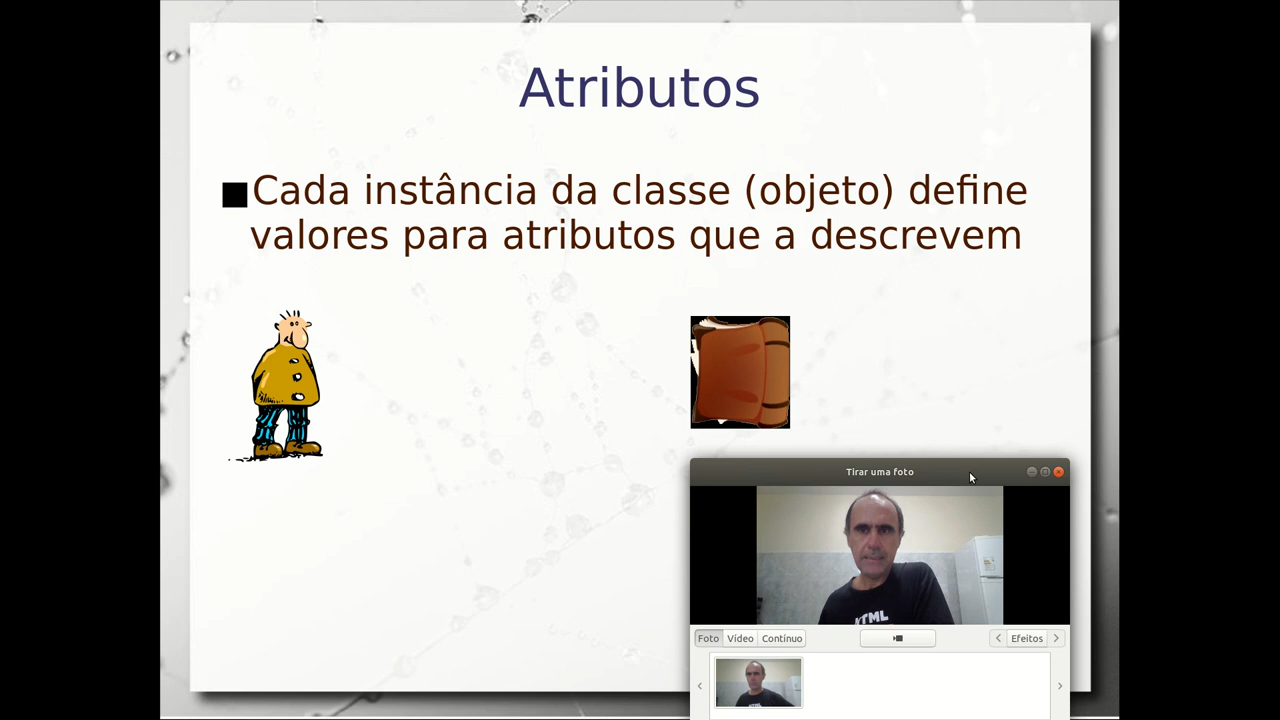 Atributos
Cada instância da classe (objeto) define
valores para atributos que a descrevem
Tirar uma foto
HTML
Foto Vídeo Contínuo Efeitos